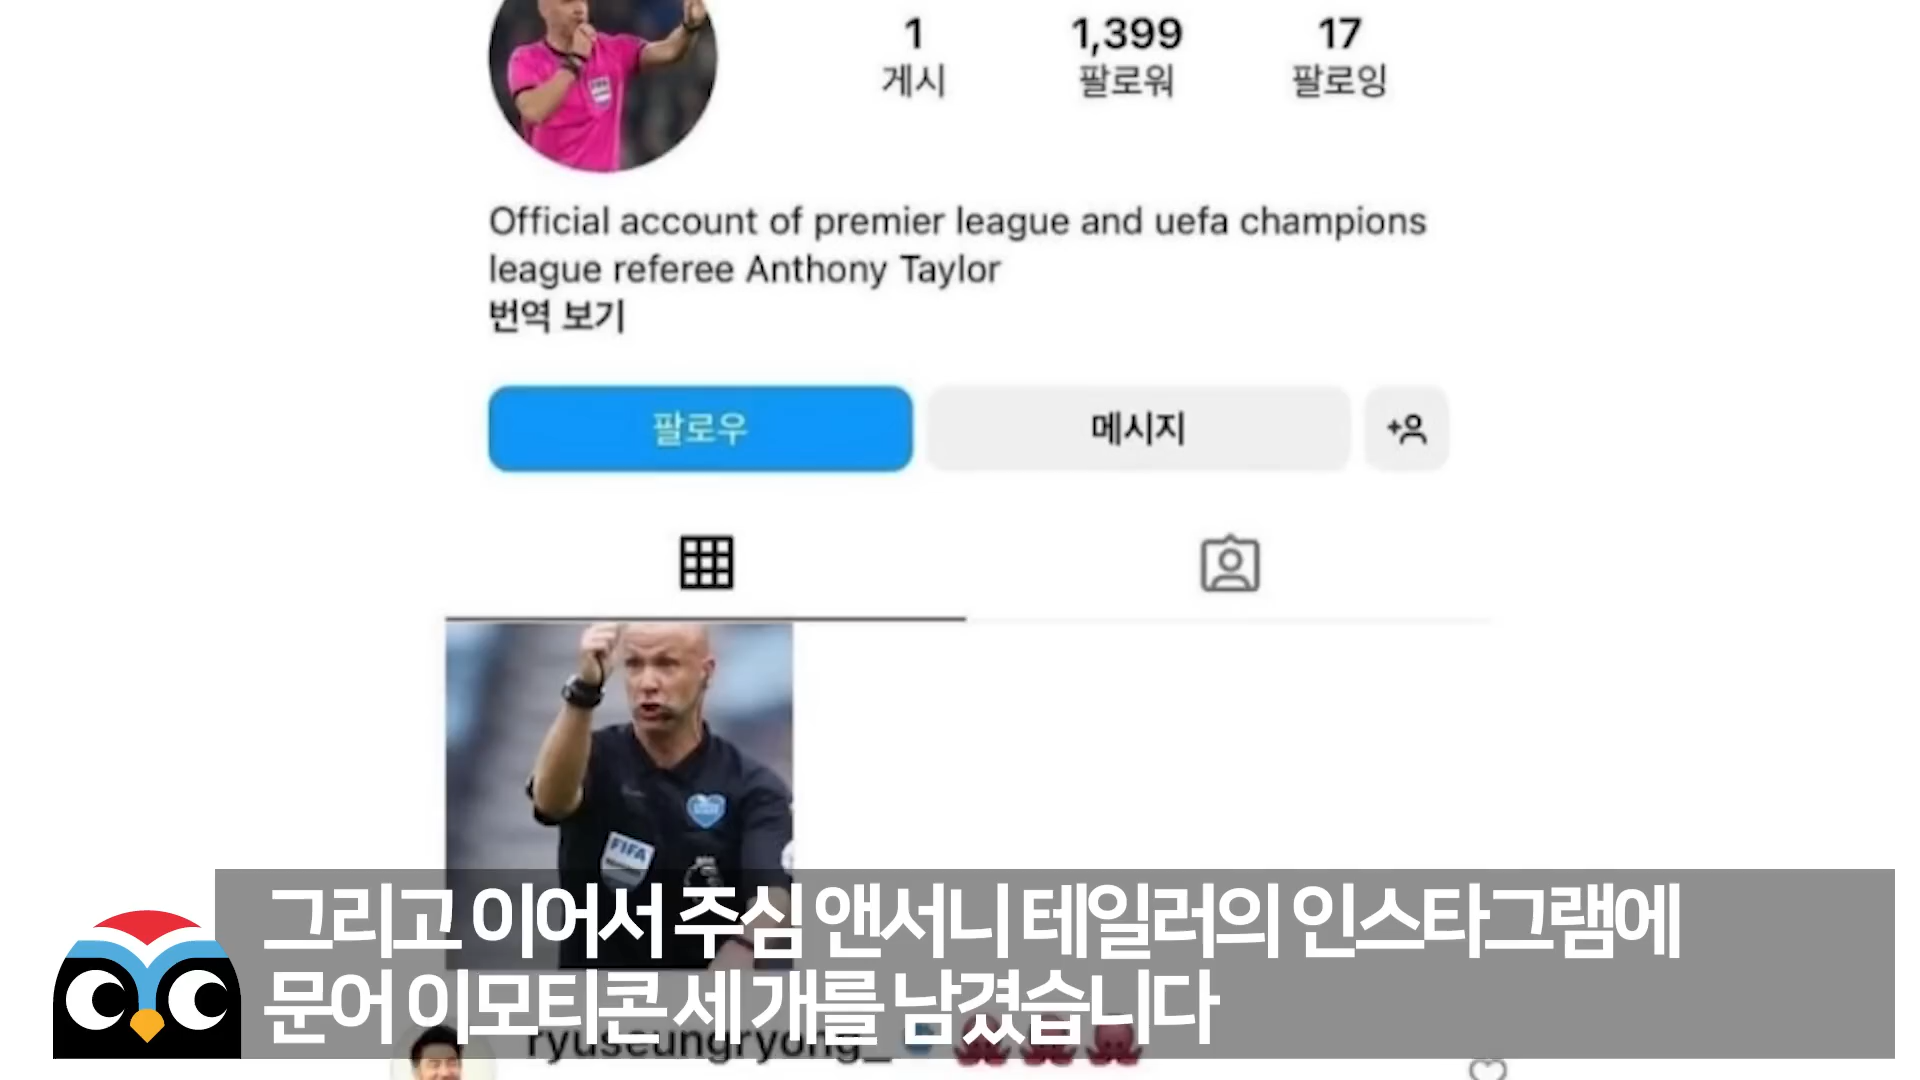 1 1,399 17
게시 팔로워 팔로잉
Official account of premier league and uefa champions
league referee Anthony Taylor
번역 보기
팔로우 메시지
FIFA
그리고 이어서 주심 앤서니 테일러의 인스타그램에
문어 이모티콘 세 개를 남겼습니다
ryuseungryong_